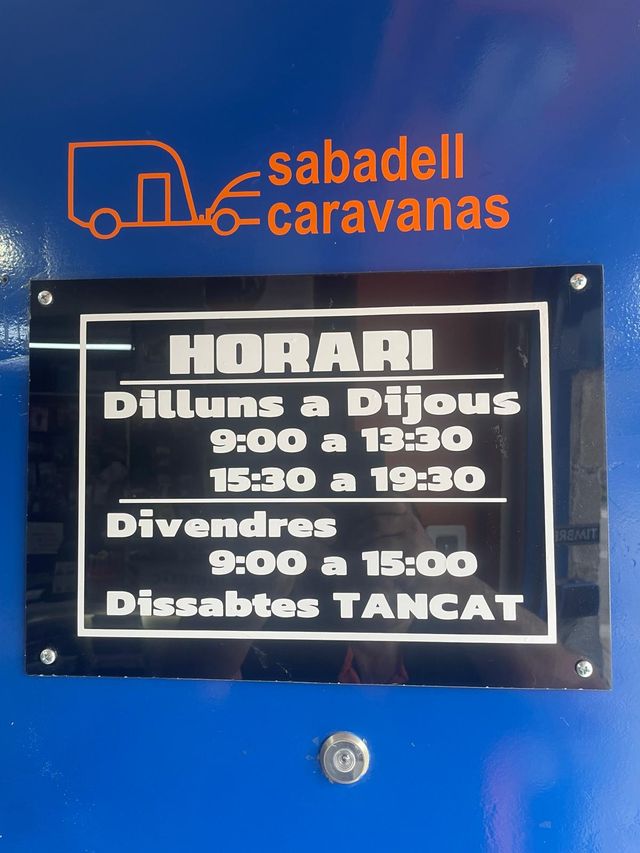 sabadell
caravanas
HORARI
Dilluns a Dijous
9:00 a 13:30
15:30 a 19:30
Divendres
9:00 a 15:00
Dissabtes TANCAT
TIMBRE